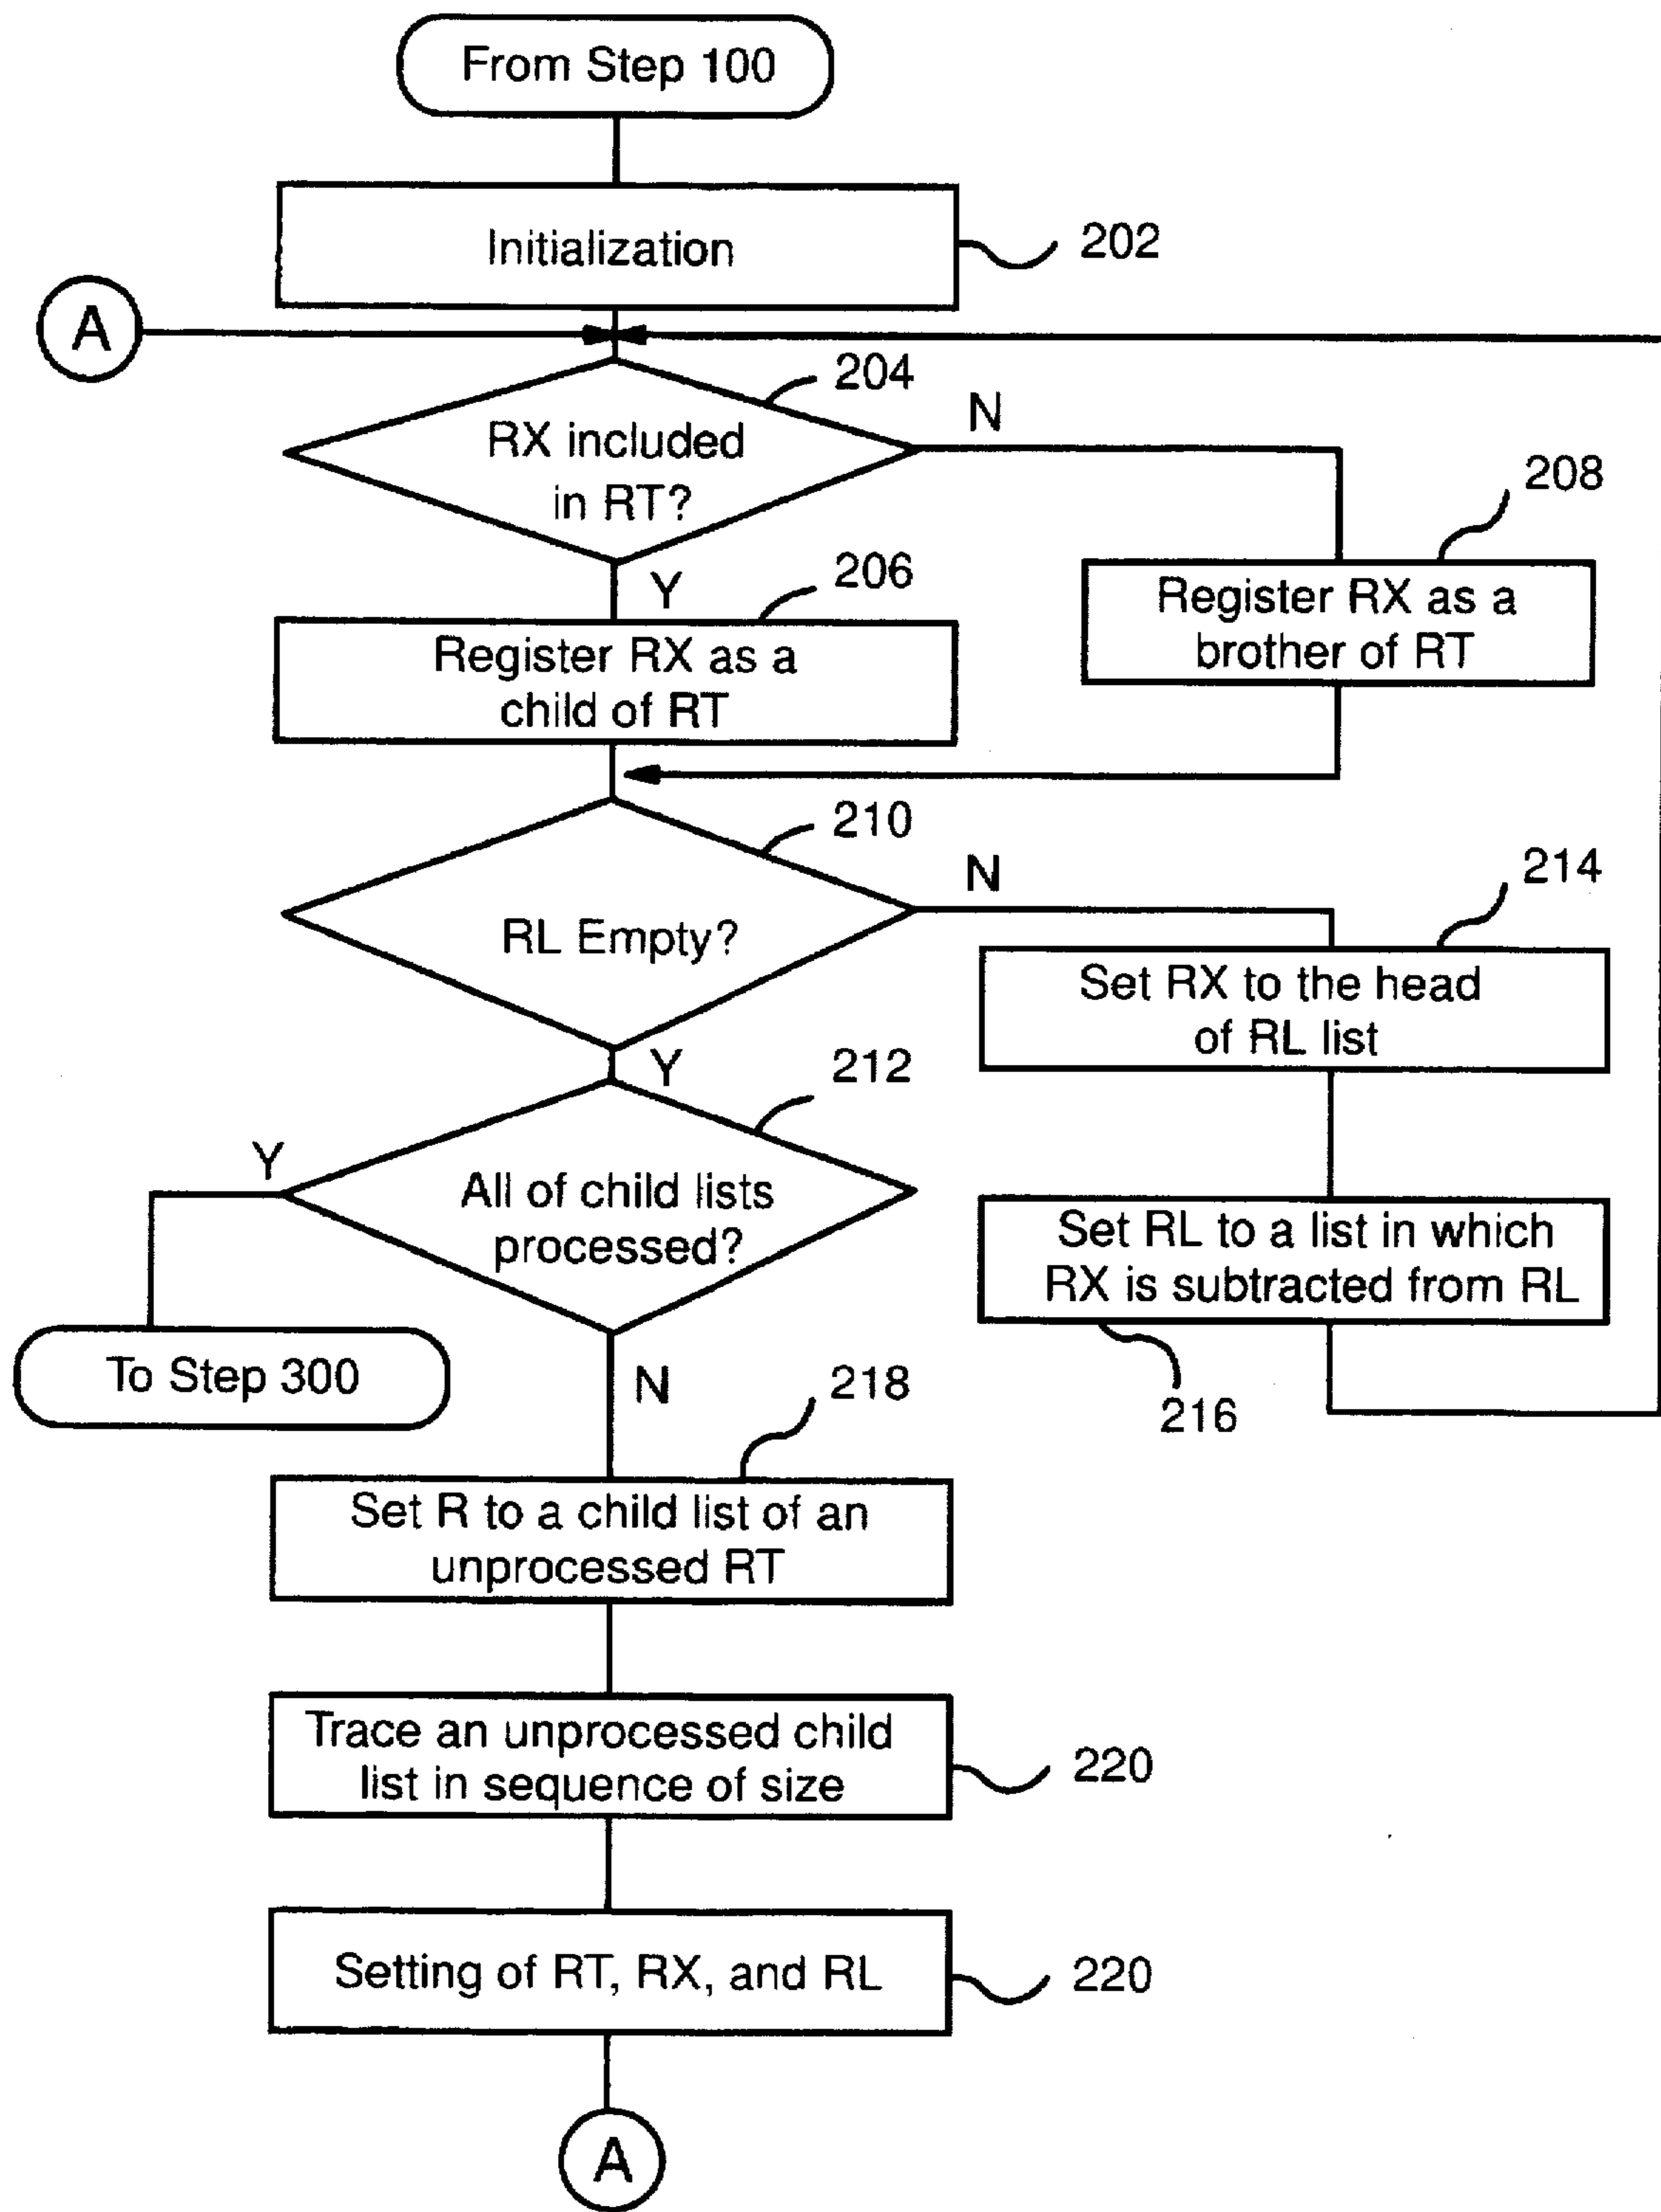 From Step 100
Initialization
202
A
204
RX included
in RT?
N
208
Y
206
Register RX as a
brother of RT
Register RX as a
child of RT
210
RL Empty?
N
214
Set RX to the head
of RL list
Y
212
All of child lists
processed?
Y
Set RL to a list in which
RX is subtracted from RL
216
To Step 300
N
218
Set R to a child list of an
unprocessed RT
Trace an unprocessed child
list in sequence of size
220
Setting of RT, RX, and RL
220
A